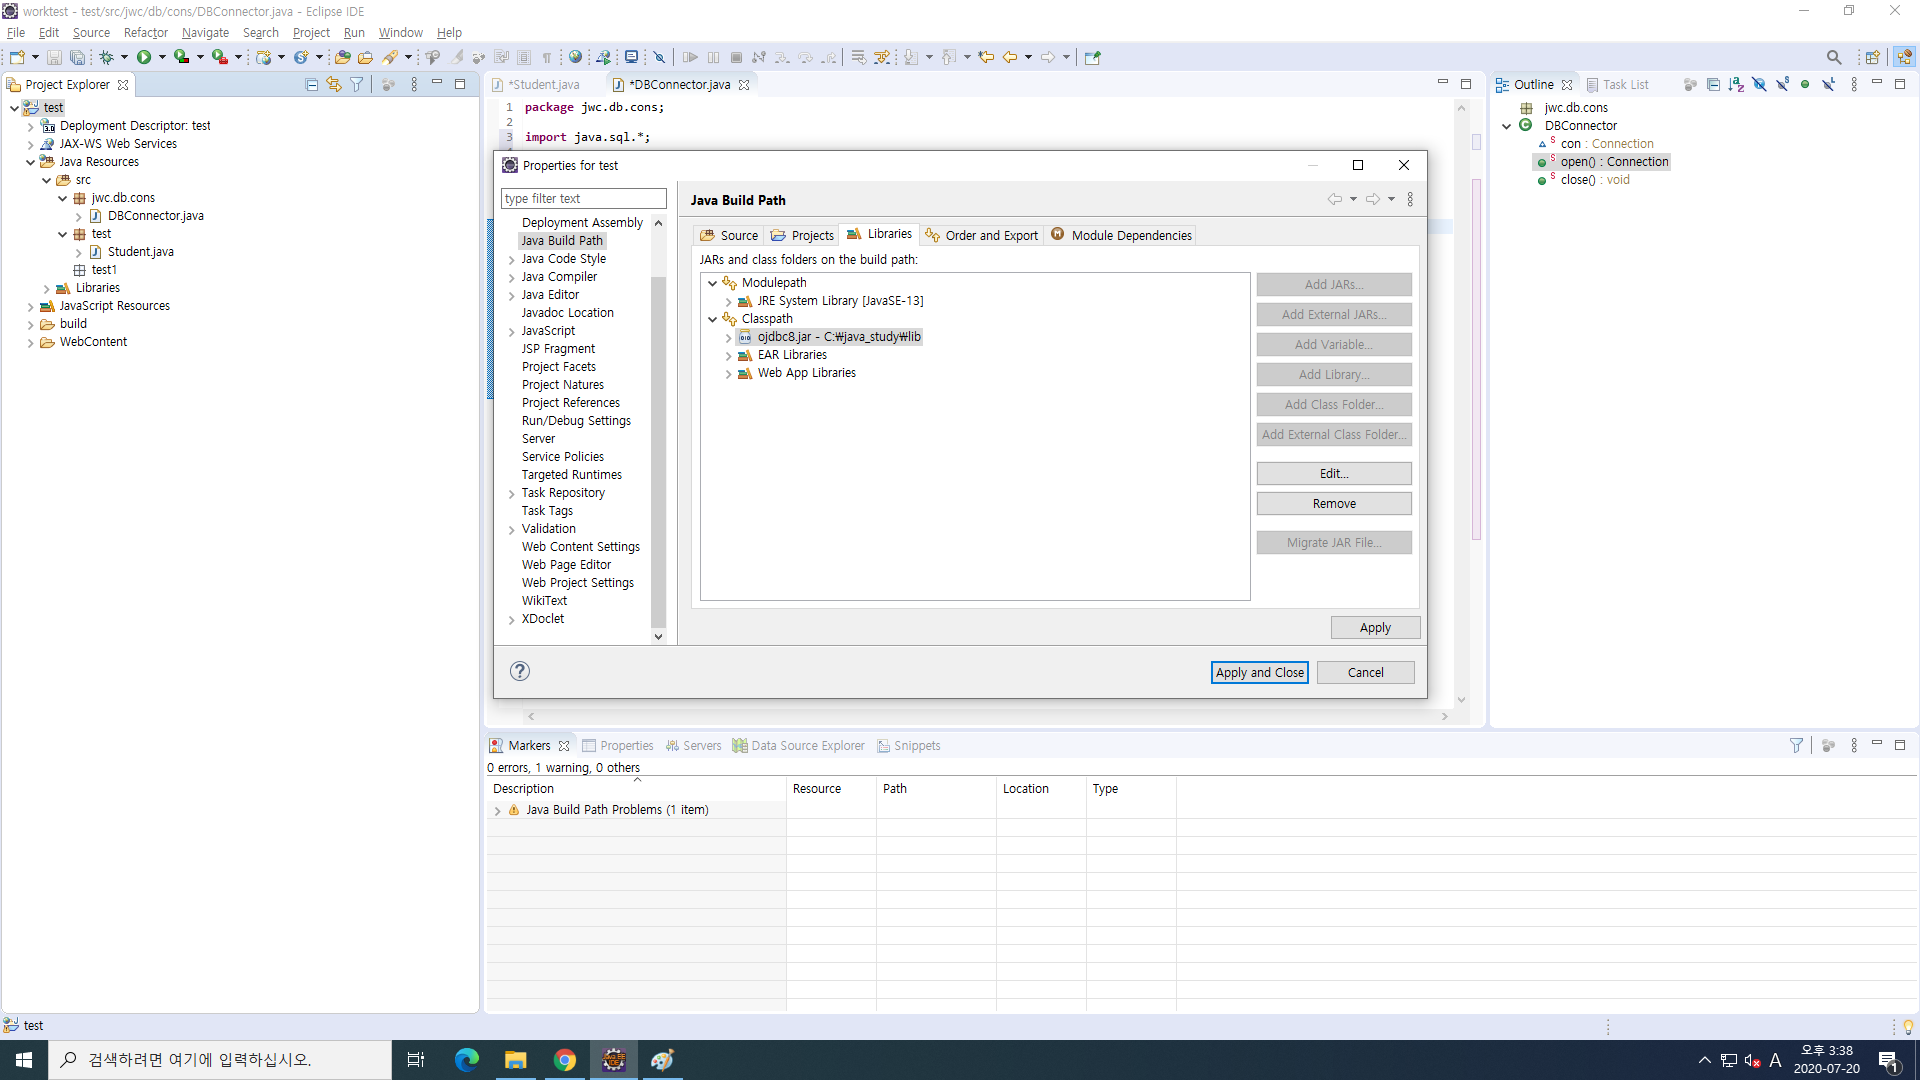 worktest - test/src/jwc/db/cons/DBConnector.java - Eclipse IDE
File Edit Source Refactor Navigate Search Project Run Window Help
Project Explorer
test
Deployment Descriptor: test
JAX-WS Web Services
Java Resources
src
jwc.db.cons
DBConnector.java
test
Student.java
test1
Libraries
JavaScript Resources
build
WebContent
*Student.java *DBConnector.java
1 package jwc.db.cons;
2
3 import java.sql.*;
Properties for test
type filter text
Deployment Assembly
Java Build Path
Java Code Style
Java Compiler
Java Editor
Javadoc Location
JavaScript
JSP Fragment
Project Facets
Project Natures
Project References
Run/Debug Settings
Server
Service Policies
Targeted Runtimes
Task Repository
Task Tags
Validation
Web Content Settings
Web Page Editor
Web Project Settings
WikiText
XDoclet
Java Build Path
Source Projects Libraries Order and Export Module Dependencies
JARs and class folders on the build path:
Modulepath
JRE System Library [JavaSE-13]
Classpath
ojdbc8.jar - C:₩java_study₩lib
EAR Libraries
Web App Libraries
Add JARs...
Add External JARs...
Add Variable...
Add Library...
Add Class Folder...
Add External Class Folder...
Edit...
Remove
Migrate JAR File...
Apply
Apply and Close Cancel
Outline Task List
jwc.db.cons
DBConnector
con : Connection
open() : Connection
close() : void
Markers Properties Servers Data Source Explorer Snippets
0 errors, 1 warning, 0 others
Description Resource Path Location Type
Java Build Path Problems (1 item)
test
검색하려면 여기에 입력하십시오.
A
오후 3:38
2020-07-20
1